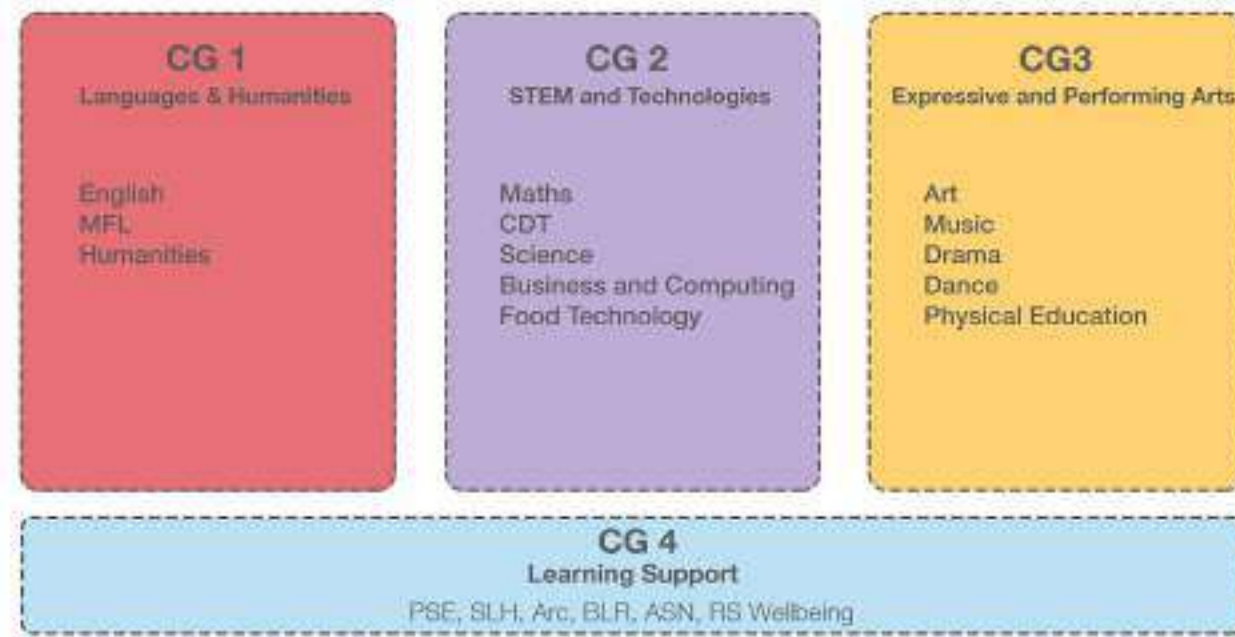 CG 1
Languages & Humanities
English
MFL
Humanities
CG 2
STEM and Technologies
Maths
CDT
Science
Business and Computing
Food Technology
CG3
Expressive and Performing Arts
Art
Music
Drama
Dance
Physical Education
CG 4
Learning Support
PSE, SLH, Arc, BLR, ASN, RS Wellbeing